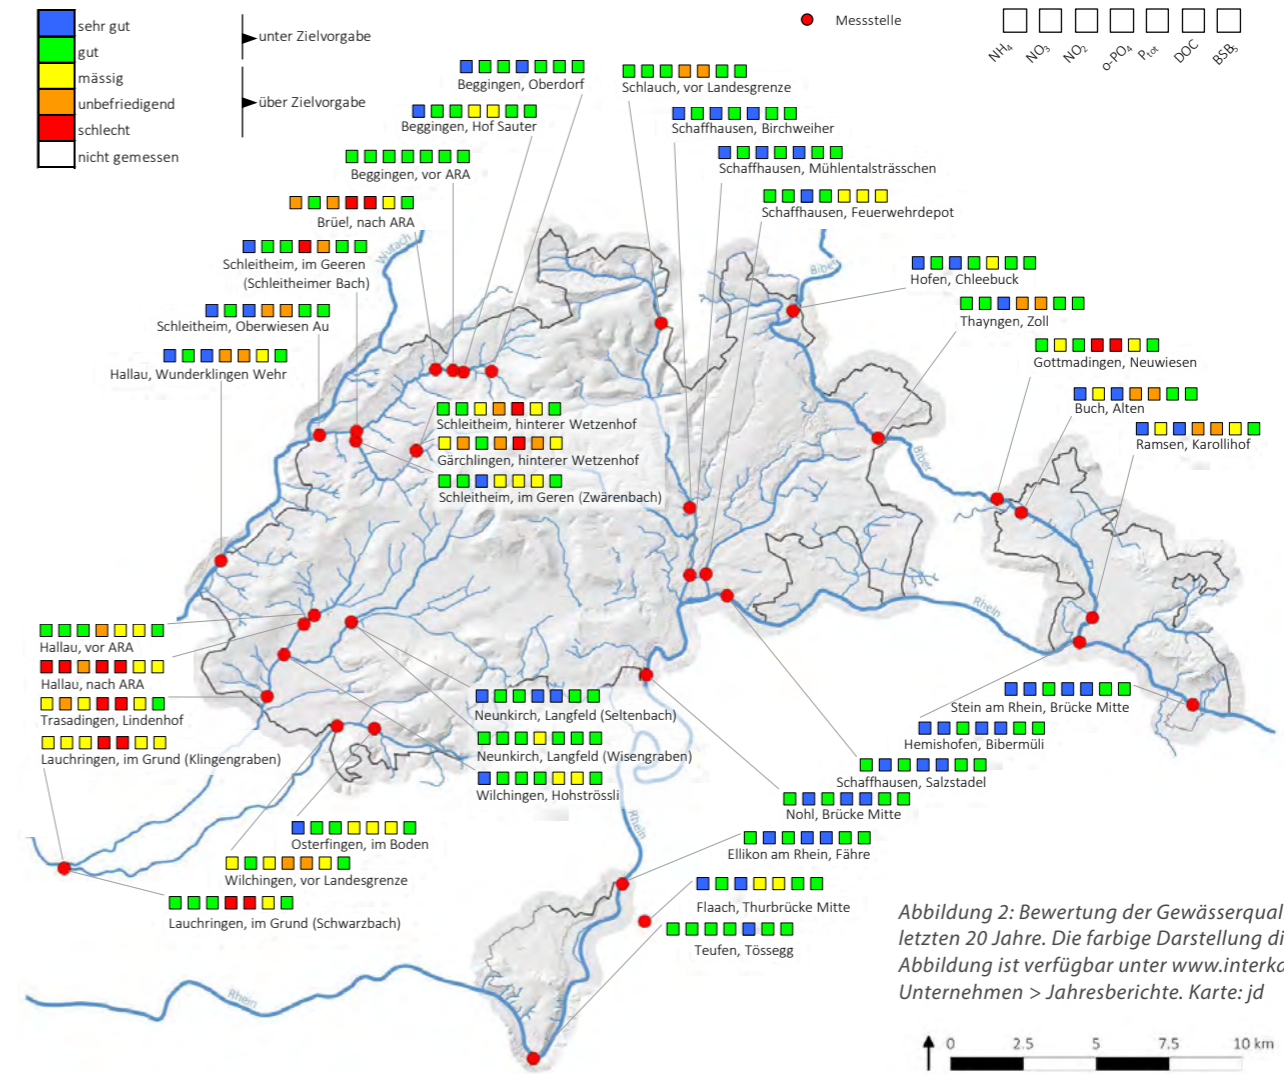 sehr gut
gut
mässig
unbefriedigend
schlecht
nicht gemessen
unter Zielvorgabe
über Zielvorgabe
Messstelle
NH4
NO3
NO2
o-PO4
Ptot
DOC
BSB5
Beggingen, Oberdorf
Beggingen, Hof Sauter
Beggingen, vor ARA
Brüel, nach ARA
Schleitheim, im Geeren
(Schleitheimer Bach)
Schleitheim, Oberwiesen Au
Hallau, Wunderklingen Wehr
Schlauch, vor Landesgrenze
Schaffhausen, Birchweiher
Schaffhausen, Mühlentalsträsschen
Schaffhausen, Feuerwehrdepot
Wutach
Biber
Hofen, Chleebuck
Thayngen, Zoll
Gottmadingen, Neuwiesen
Buch, Alten
Ramsen, Karollihof
Schleitheim, hinterer Wetzenhof
Gärchlingen, hinterer Wetzenhof
Schleitheim, im Geren (Zwärenbach)
Biber
Rhein
Hallau, vor ARA
Hallau, nach ARA
Trasadingen, Lindenhof
Lauchringen, im Grund (Klingengraben)
Neunkirch, Langfeld (Seltenbach)
Neunkirch, Langfeld (Wisengraben)
Wilchingen, Hohströssli
Stein am Rhein, Brücke Mitte
Hemishofen, Bibermüli
Schaffhausen, Salzstadel
Nohl, Brücke Mitte
Rhein
Ellikon am Rhein, Fähre
Osterfingen, im Boden
Wilchingen, vor Landesgrenze
Lauchringen, im Grund (Schwarzbach)
Flaach, Thurbrücke Mitte
Teufen, Tössegg
Rhein
Abbildung 2: Bewertung der Gewässerqual
letzten 20 Jahre. Die farbige Darstellung di
Abbildung ist verfügbar unter www.interka
Unternehmen > Jahresberichte. Karte: jd
0 2.5 5 7.5 10 km